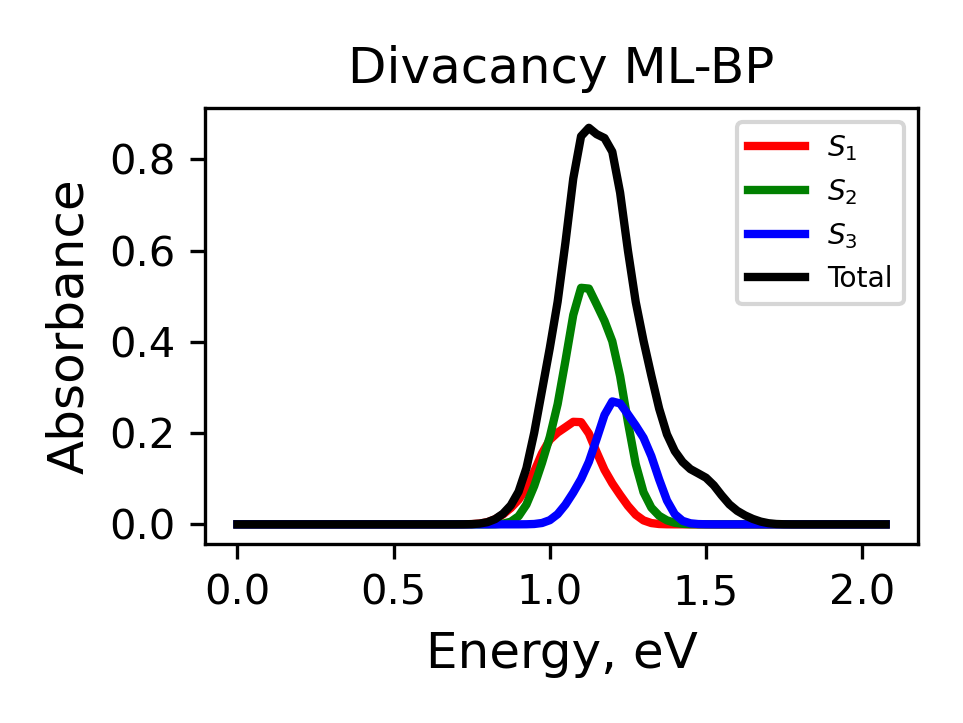 Divacancy ML-BP
Absorbance
0.8
0.6
0.4
0.2
0.0
S₁
S₂
S₃
Total
0.0 0.5 1.0 1.5 2.0
Energy, eV